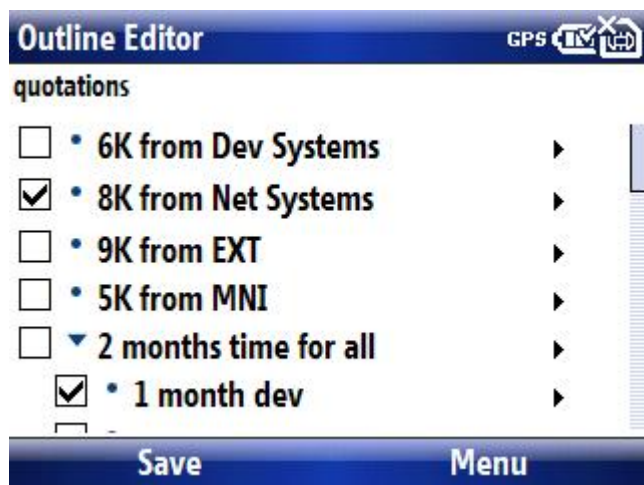 Outline Editor
GPS
quotations
6K from Dev Systems
8K from Net Systems
9K from EXT
5K from MNI
2 months time for all
1 month dev
Save
Menu